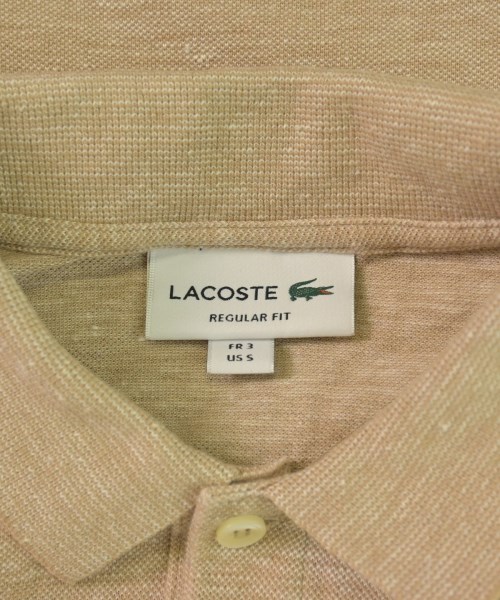 LACOSTE
REGULAR FIT
FR 3
US S